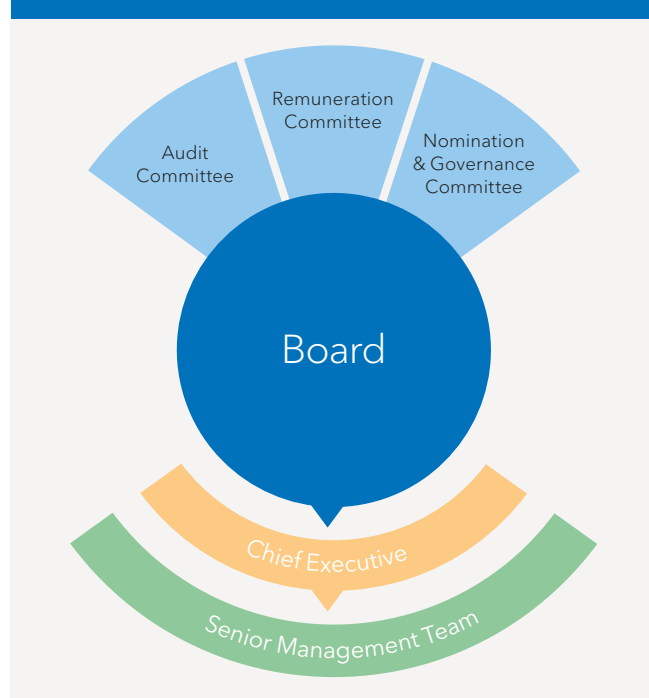 Audit
Committee
Remuneration
Committee
Nomination
& Governance
Committee
Board
Chief Executive
Senior Management Team